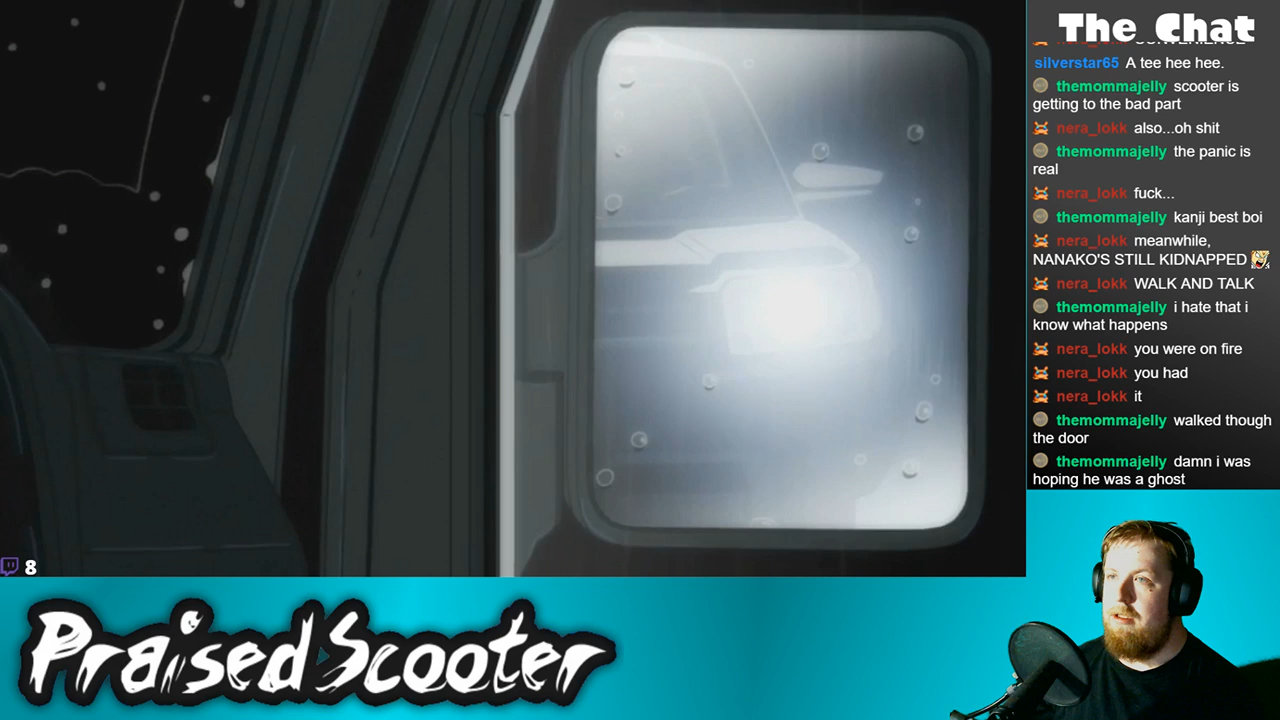 The Chat
silverstar65 A tee hee hee.
themommajelly scooter is
getting to the bad part
nera_lokk also...oh shit
themommajelly the panic is
real
nera_lokk fuck...
themommajelly kanji best boi
nera_lokk meanwhile,
NANAKO'S STILL KIDNAPPED
nera_lokk WALK AND TALK
themommajelly i hate that i
know what happens
nera_lokk you were on fire
nera_lokk you had
nera_lokk it
themommajelly walked though
the door
themommajelly damn i was
hoping he was a ghost
8
PraisedScooter